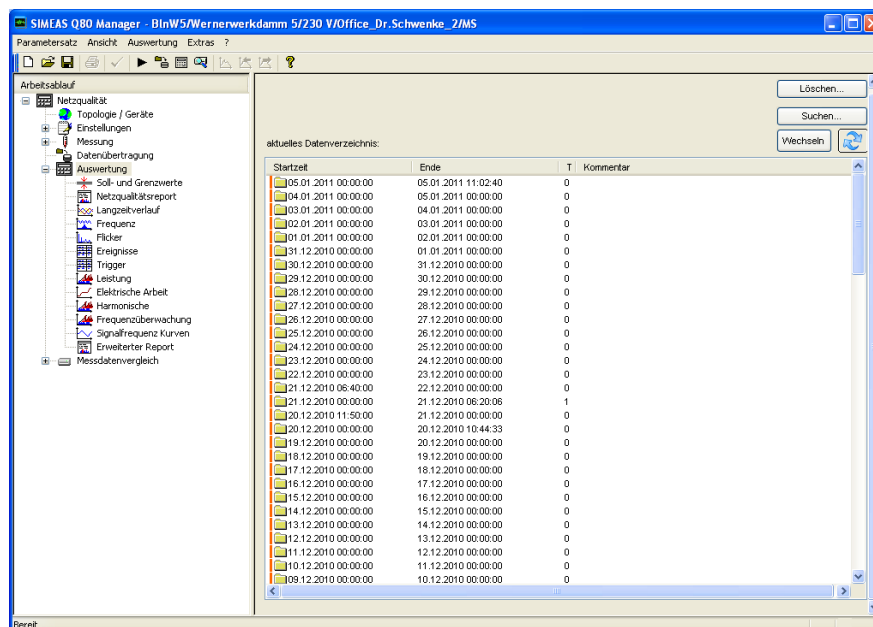 SIMEAS Q80 Manager - BlnW5/Wernerwerkdamm 5/230 V/Office_Dr.Schwenke_2/MS
Parametersatz Ansicht Auswertung Extras ?
Arbeitsablauf
Netzqualität
Topologie / Geräte
Einstellungen
Messung
Datenübertragung
Auswertung
Soll- und Grenzwerte
Netzqualitätsreport
Langzeitverlauf
Frequenz
Flicker
Ereignisse
Trigger
Leistung
Elektrische Arbeit
Harmonische
Frequenzüberwachung
Signalfrequenz Kurven
Erweiterter Report
Messdatenvergleich
Löschen...
Suchen...
aktuelles Datenverzeichnis:
Wechseln
Startzeit Ende T Kommentar
05.01.2011 00:00:00 05.01.2011 11:02:40 0
04.01.2011 00:00:00 05.01.2011 00:00:00 0
03.01.2011 00:00:00 04.01.2011 00:00:00 0
02.01.2011 00:00:00 03.01.2011 00:00:00 0
01.01.2011 00:00:00 02.01.2011 00:00:00 0
31.12.2010 00:00:00 01.01.2011 00:00:00 0
30.12.2010 00:00:00 31.12.2010 00:00:00 0
29.12.2010 00:00:00 30.12.2010 00:00:00 0
28.12.2010 00:00:00 29.12.2010 00:00:00 0
27.12.2010 00:00:00 28.12.2010 00:00:00 0
26.12.2010 00:00:00 27.12.2010 00:00:00 0
25.12.2010 00:00:00 26.12.2010 00:00:00 0
24.12.2010 00:00:00 25.12.2010 00:00:00 0
23.12.2010 00:00:00 24.12.2010 00:00:00 0
22.12.2010 00:00:00 23.12.2010 00:00:00 0
21.12.2010 06:40:00 22.12.2010 00:00:00 0
21.12.2010 00:00:00 21.12.2010 06:20:06 1
20.12.2010 11:50:00 21.12.2010 00:00:00 0
20.12.2010 00:00:00 20.12.2010 10:44:33 0
19.12.2010 00:00:00 20.12.2010 00:00:00 0
18.12.2010 00:00:00 19.12.2010 00:00:00 0
17.12.2010 00:00:00 18.12.2010 00:00:00 0
16.12.2010 00:00:00 17.12.2010 00:00:00 0
15.12.2010 00:00:00 16.12.2010 00:00:00 0
14.12.2010 00:00:00 15.12.2010 00:00:00 0
13.12.2010 00:00:00 14.12.2010 00:00:00 0
12.12.2010 00:00:00 13.12.2010 00:00:00 0
11.12.2010 00:00:00 12.12.2010 00:00:00 0
10.12.2010 00:00:00 11.12.2010 00:00:00 0
09.12.2010 00:00:00 10.12.2010 00:00:00 0
Bereit